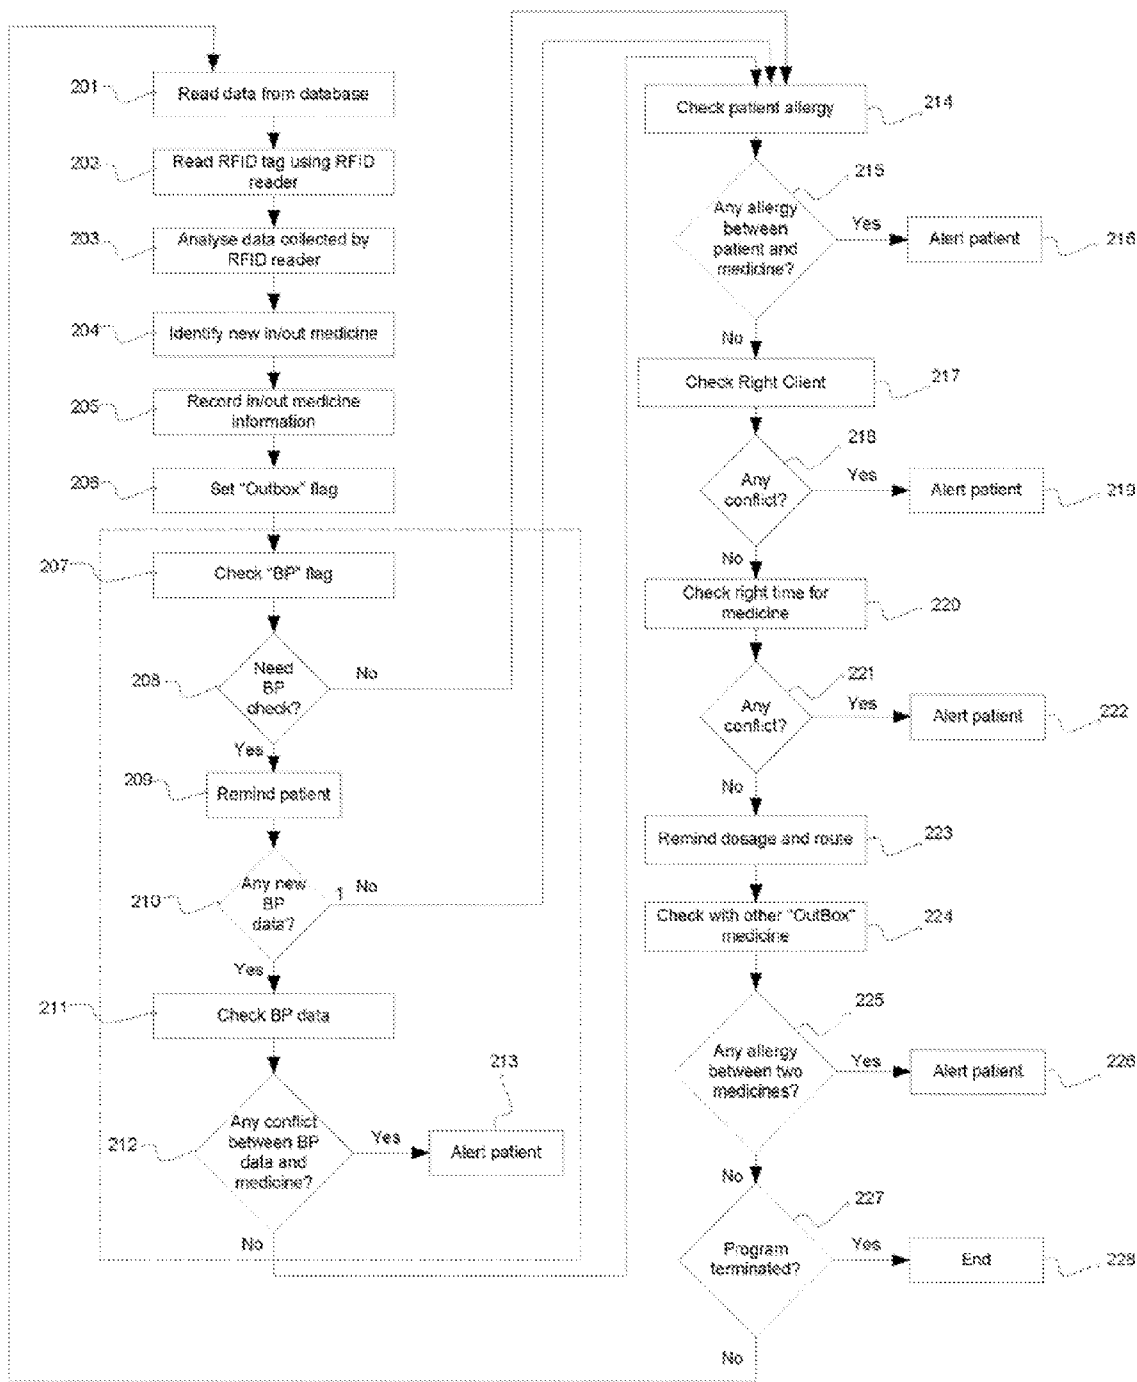 201
Read data from database
202
Read RFID tag using RFID
reader
203
Analyse data collected by
RFID reader
204
Identify new in/out medicine
205
Record in/out medicine
information
206
Set "Outbox" flag
207
Check "BP" flag
208
Need
BP
check?
No
Yes
209
Remind patient
210
Any new
BP
data?
1
No
Yes
211
Check BP data
212
Any conflict
between BP
data and
medicine?
Yes
213
Alert patient
No
Check patient allergy
214
215
Any allergy
between
patient and
medicine?
Yes
Alert patient
216
No
Check Right Client
217
218
Any
conflict?
Yes
Alert patient
219
No
Check right time for
medicine
220
221
Any
conflict?
Yes
Alert patient
222
No
Remind dosage and route
223
Check with other "OutBox"
medicine
224
225
Any allergy
between two
medicines?
Yes
Alert patient
226
No
227
Program
terminated?
Yes
End
228
No